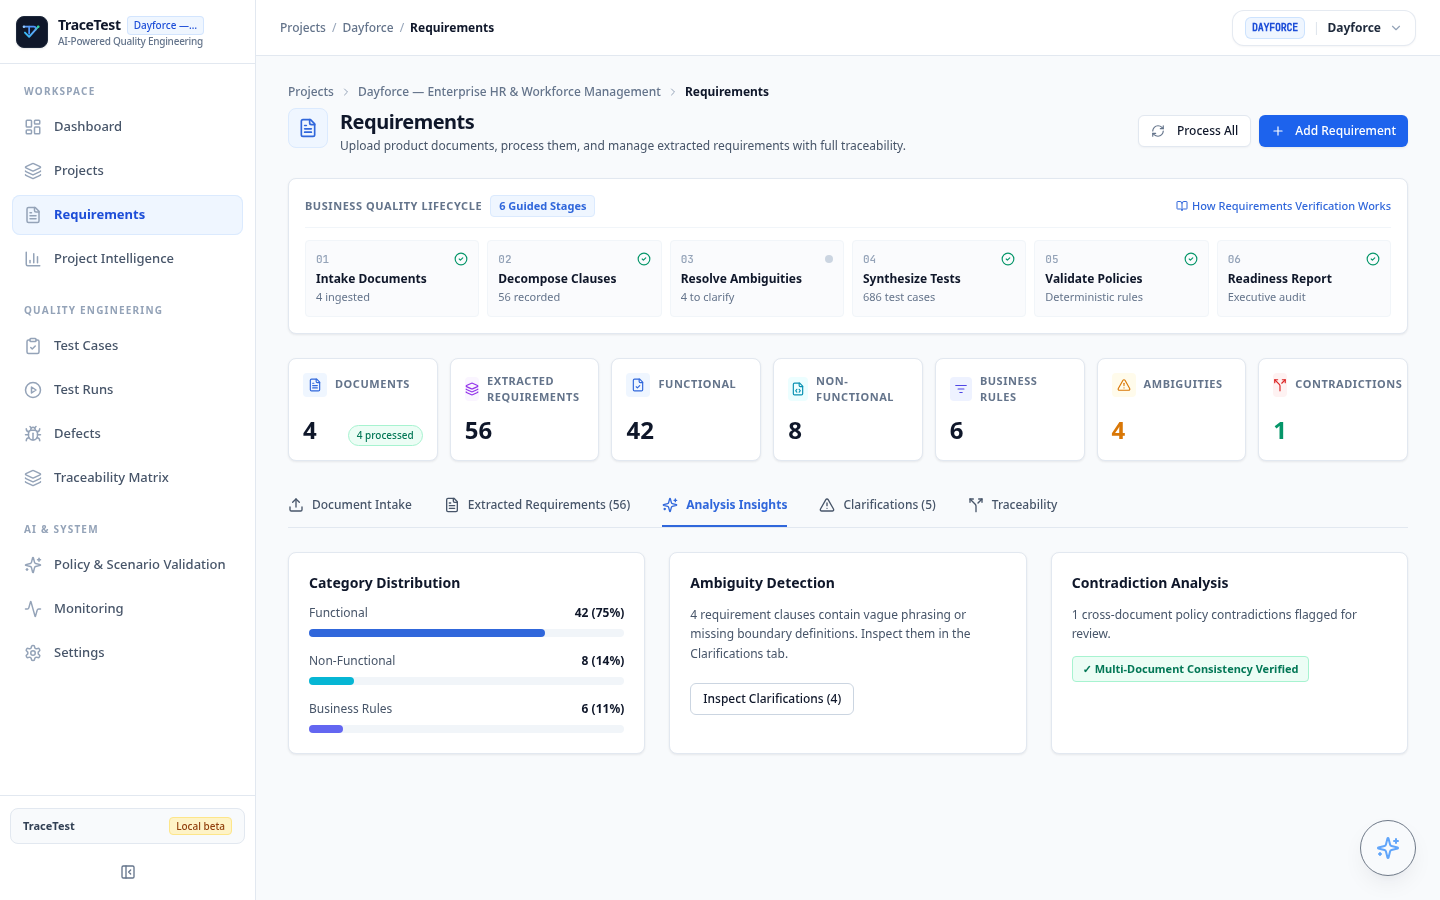 TraceTest
Dayforce —...
AI-Powered Quality Engineering
WORKSPACE
Dashboard
Projects
Requirements
Project Intelligence
QUALITY ENGINEERING
Test Cases
Test Runs
Defects
Traceability Matrix
AI & SYSTEM
Policy & Scenario Validation
Monitoring
Settings
TraceTest
Local beta
Projects / Dayforce / Requirements
DAYFORCE
Dayforce
Projects > Dayforce — Enterprise HR & Workforce Management > Requirements
Requirements
Upload product documents, process them, and manage extracted requirements with full traceability.
Process All
Add Requirement
BUSINESS QUALITY LIFECYCLE
6 Guided Stages
How Requirements Verification Works
01
Intake Documents
4 ingested
02
Decompose Clauses
56 recorded
03
Resolve Ambiguities
4 to clarify
04
Synthesize Tests
686 test cases
05
Validate Policies
Deterministic rules
06
Readiness Report
Executive audit
DOCUMENTS
4
4 processed
EXTRACTED
REQUIREMENTS
56
FUNCTIONAL
42
NON-
FUNCTIONAL
8
BUSINESS
RULES
6
AMBIGUITIES
4
CONTRADICTIONS
1
Document Intake
Extracted Requirements (56)
Analysis Insights
Clarifications (5)
Traceability
Category Distribution
Functional 42 (75%)
Non-Functional 8 (14%)
Business Rules 6 (11%)
Ambiguity Detection
4 requirement clauses contain vague phrasing or
missing boundary definitions. Inspect them in the
Clarifications tab.
Inspect Clarifications (4)
Contradiction Analysis
1 cross-document policy contradictions flagged for
review.
✓ Multi-Document Consistency Verified